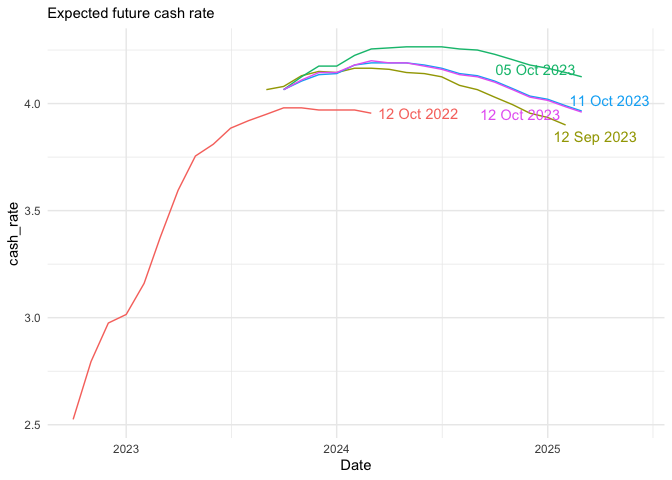 Expected future cash rate
cash_rate
4.0
3.5
3.0
2.5
05 Oct 2023
11 Oct 2023
12 Oct 2022
12 Oct 2023
12 Sep 2023
2023
2024
2025
Date